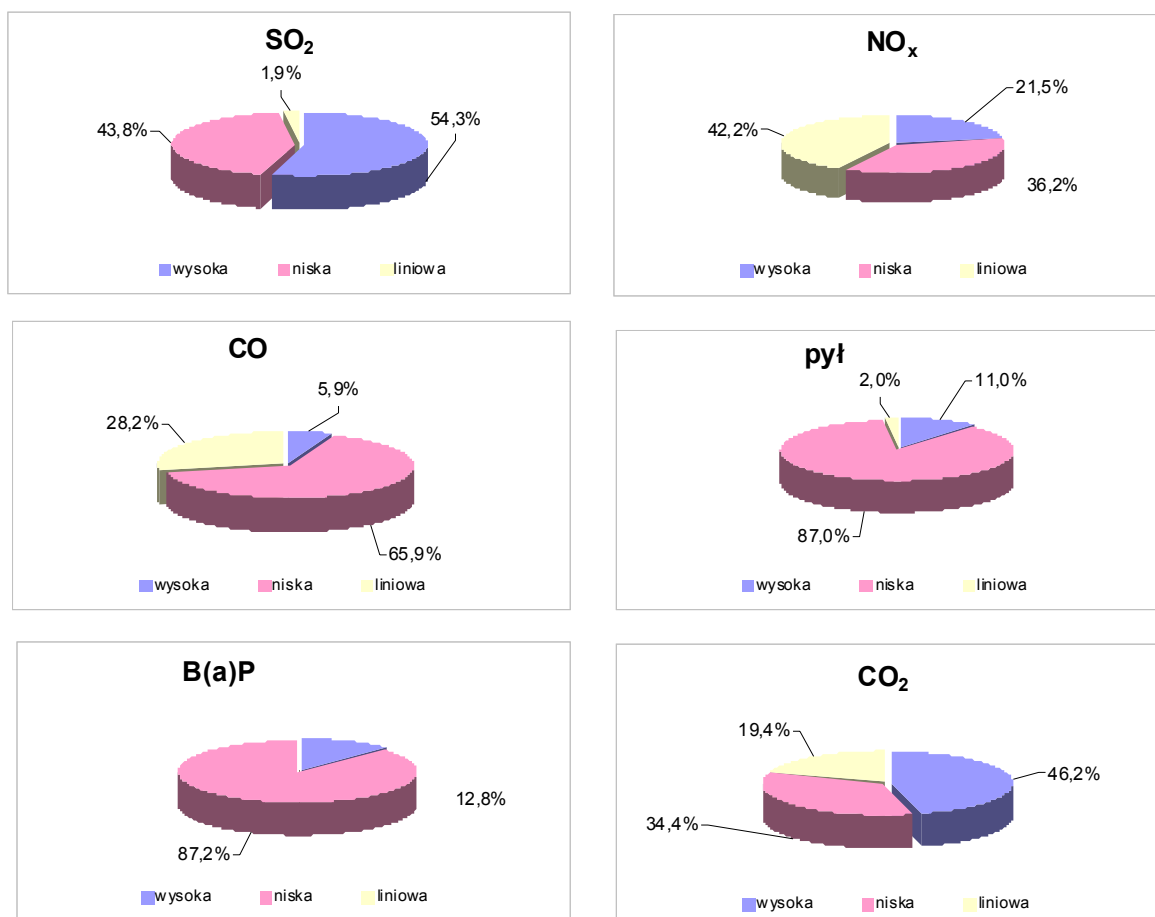 SO₂
1,9%
43,8%
54,3%
wysoka niska liniowa
NOₓ
21,5%
42,2%
36,2%
wysoka niska liniowa
CO
5,9%
28,2%
65,9%
wysoka niska liniowa
pył
2,0%
11,0%
87,0%
wysoka niska liniowa
B(a)P
12,8%
87,2%
wysoka niska liniowa
CO₂
19,4%
46,2%
34,4%
wysoka niska liniowa